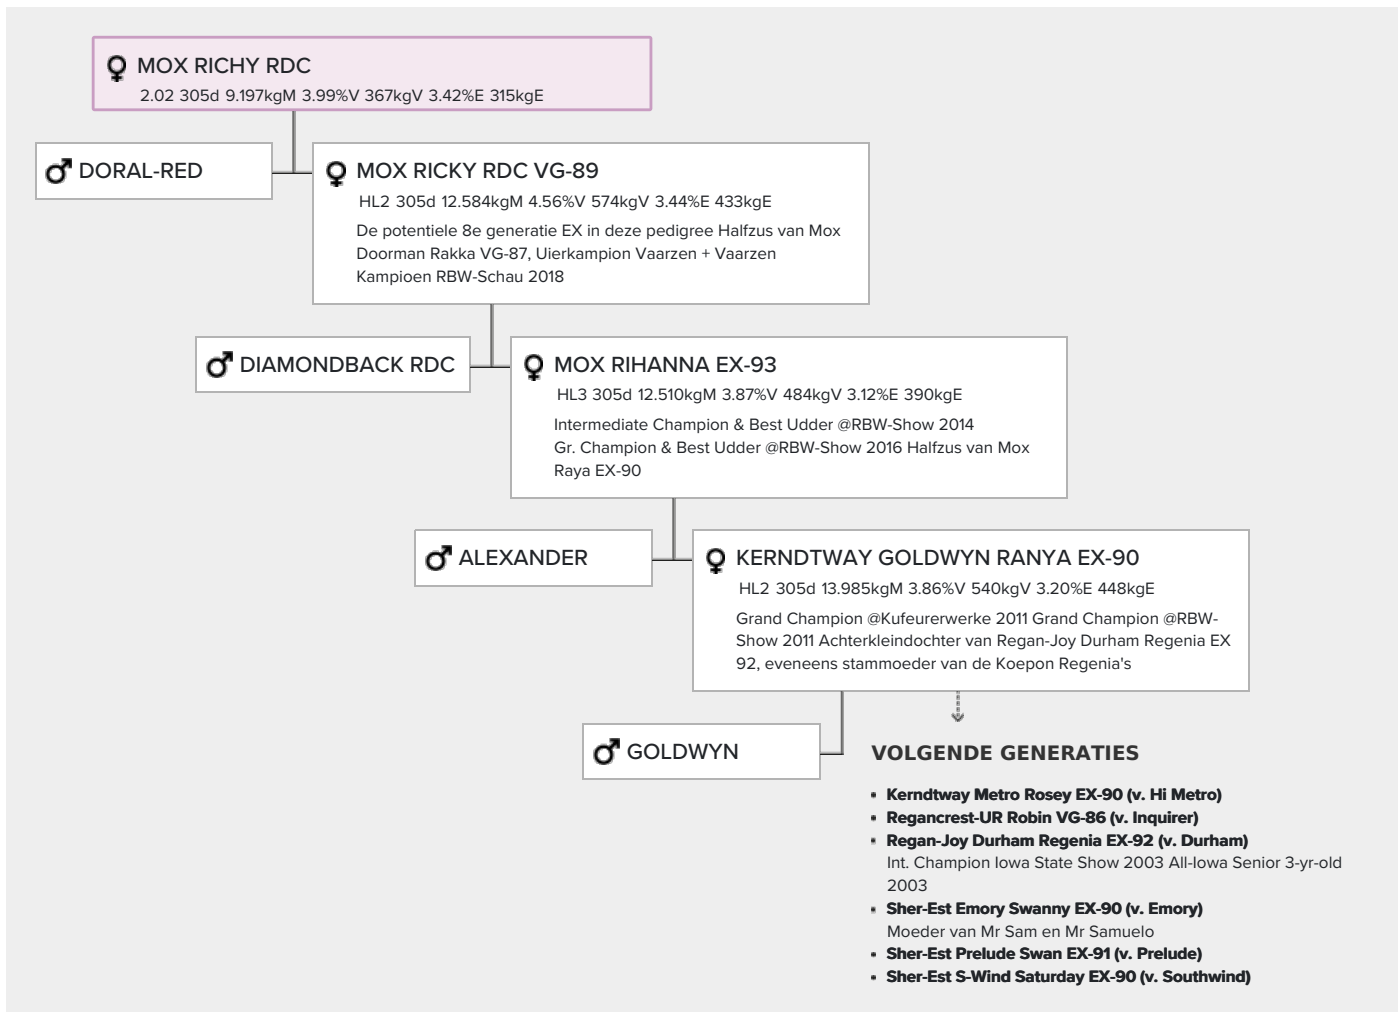 MOX RICHY RDC
2.02 305d 9.197kgM 3.99%V 367kgV 3.42%E 315kgE
DORAL-RED
MOX RICKY RDC VG-89
HL2 305d 12.584kgM 4.56%V 574kgV 3.44%E 433kgE
De potentiele 8e generatie EX in deze pedigree Halfzus van Mox
Doorman Rakka VG-87, Uierkampion Vaarzen + Vaarzen
Kampioen RBW-Schau 2018
DIAMONDBACK RDC
MOX RIHANNA EX-93
HL3 305d 12.510kgM 3.87%V 484kgV 3.12%E 390kgE
Intermediate Champion & Best Udder @RBW-Show 2014
Gr. Champion & Best Udder @RBW-Show 2016 Halfzus van Mox
Raya EX-90
ALEXANDER
KERNDTWAY GOLDWYN RANYA EX-90
HL2 305d 13.985kgM 3.86%V 540kgV 3.20%E 448kgE
Grand Champion @Kufeurerwerke 2011 Grand Champion @RBW-
Show 2011 Achterkleindochter van Regan-Joy Durham Regenia EX
92, eveneens stammoeder van de Koepon Regenia's
GOLDWYN
VOLGENDE GENERATIES
Kerndtway Metro Rosey EX-90 (v. Hi Metro)
Regancrest-UR Robin VG-86 (v. Inquirer)
Regan-Joy Durham Regenia EX-92 (v. Durham)
Int. Champion Iowa State Show 2003 All-Iowa Senior 3-yr-old
2003
Sher-Est Emory Swanny EX-90 (v. Emory)
Moeder van Mr Sam en Mr Samuelo
Sher-Est Prelude Swan EX-91 (v. Prelude)
Sher-Est S-Wind Saturday EX-90 (v. Southwind)